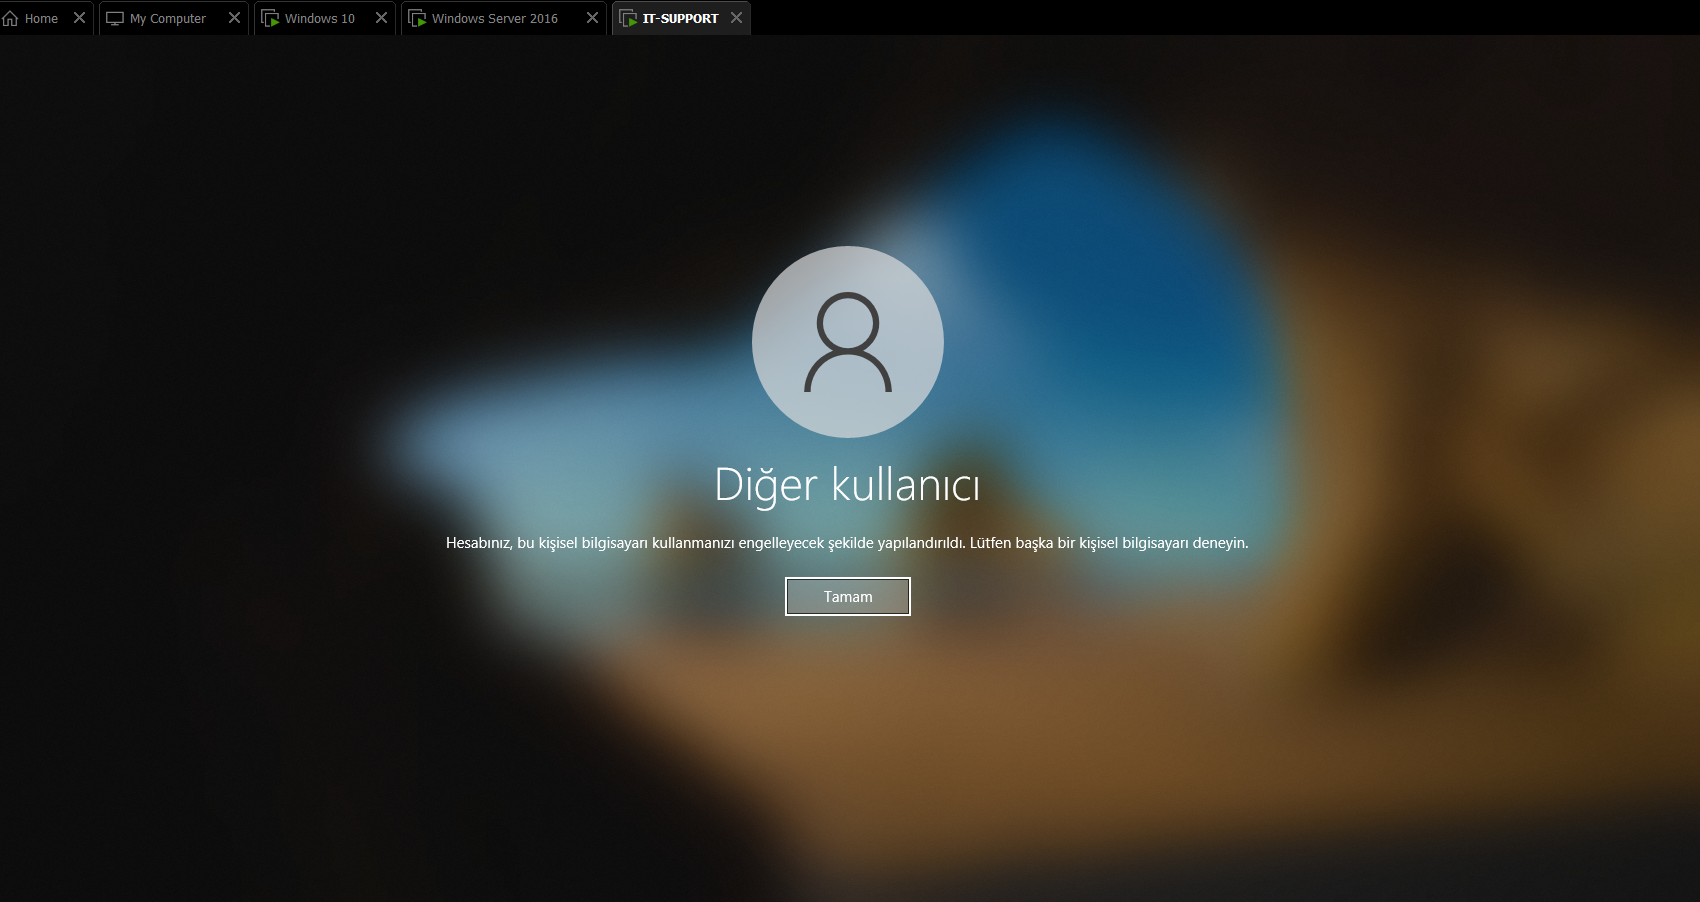 Home
My Computer
Windows 10
Windows Server 2016
IT-SUPPORT
Diğer kullanıcı
Hesabınız, bu kişisel bilgisayarı kullanmanızı engelleyecek şekilde yapılandırıldı. Lütfen başka bir kişisel bilgisayarı deneyin.
Tamam